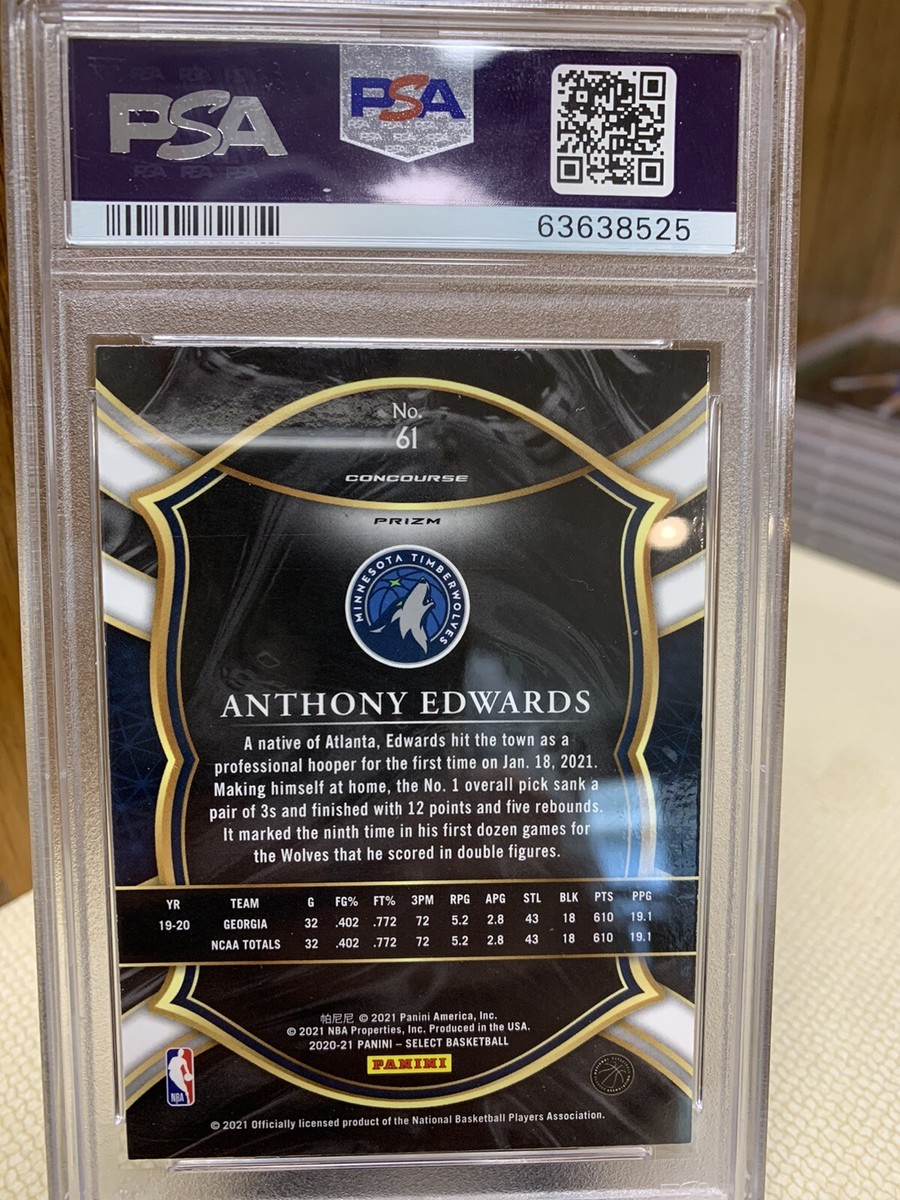 PSA PSA
63638525
No.
61
CONCOURSE
PRIZM
MINNESOTA TIMBERWOLVES
ANTHONY EDWARDS
A native of Atlanta, Edwards hit the town as a
professional hooper for the first time on Jan. 18, 2021.
Making himself at home, the No. 1 overall pick sank a
pair of 3s and finished with 12 points and five rebounds.
It marked the ninth time in his first dozen games for
the Wolves that he scored in double figures.
YR TEAM G FG% FT% 3PM RPG APG STL BLK PTS PPG
19-20 GEORGIA 32 .402 .772 72 5.2 2.8 43 18 610 19.1
NCAA TOTALS 32 .402 .772 72 5.2 2.8 43 18 610 19.1
帕尼尼 © 2021 Panini America, Inc.
© 2021 NBA Properties, Inc. Produced in the USA.
2020-21 PANINI – SELECT BASKETBALL
PANINI
NBA
© 2021 Officially licensed product of the National Basketball Players Association.